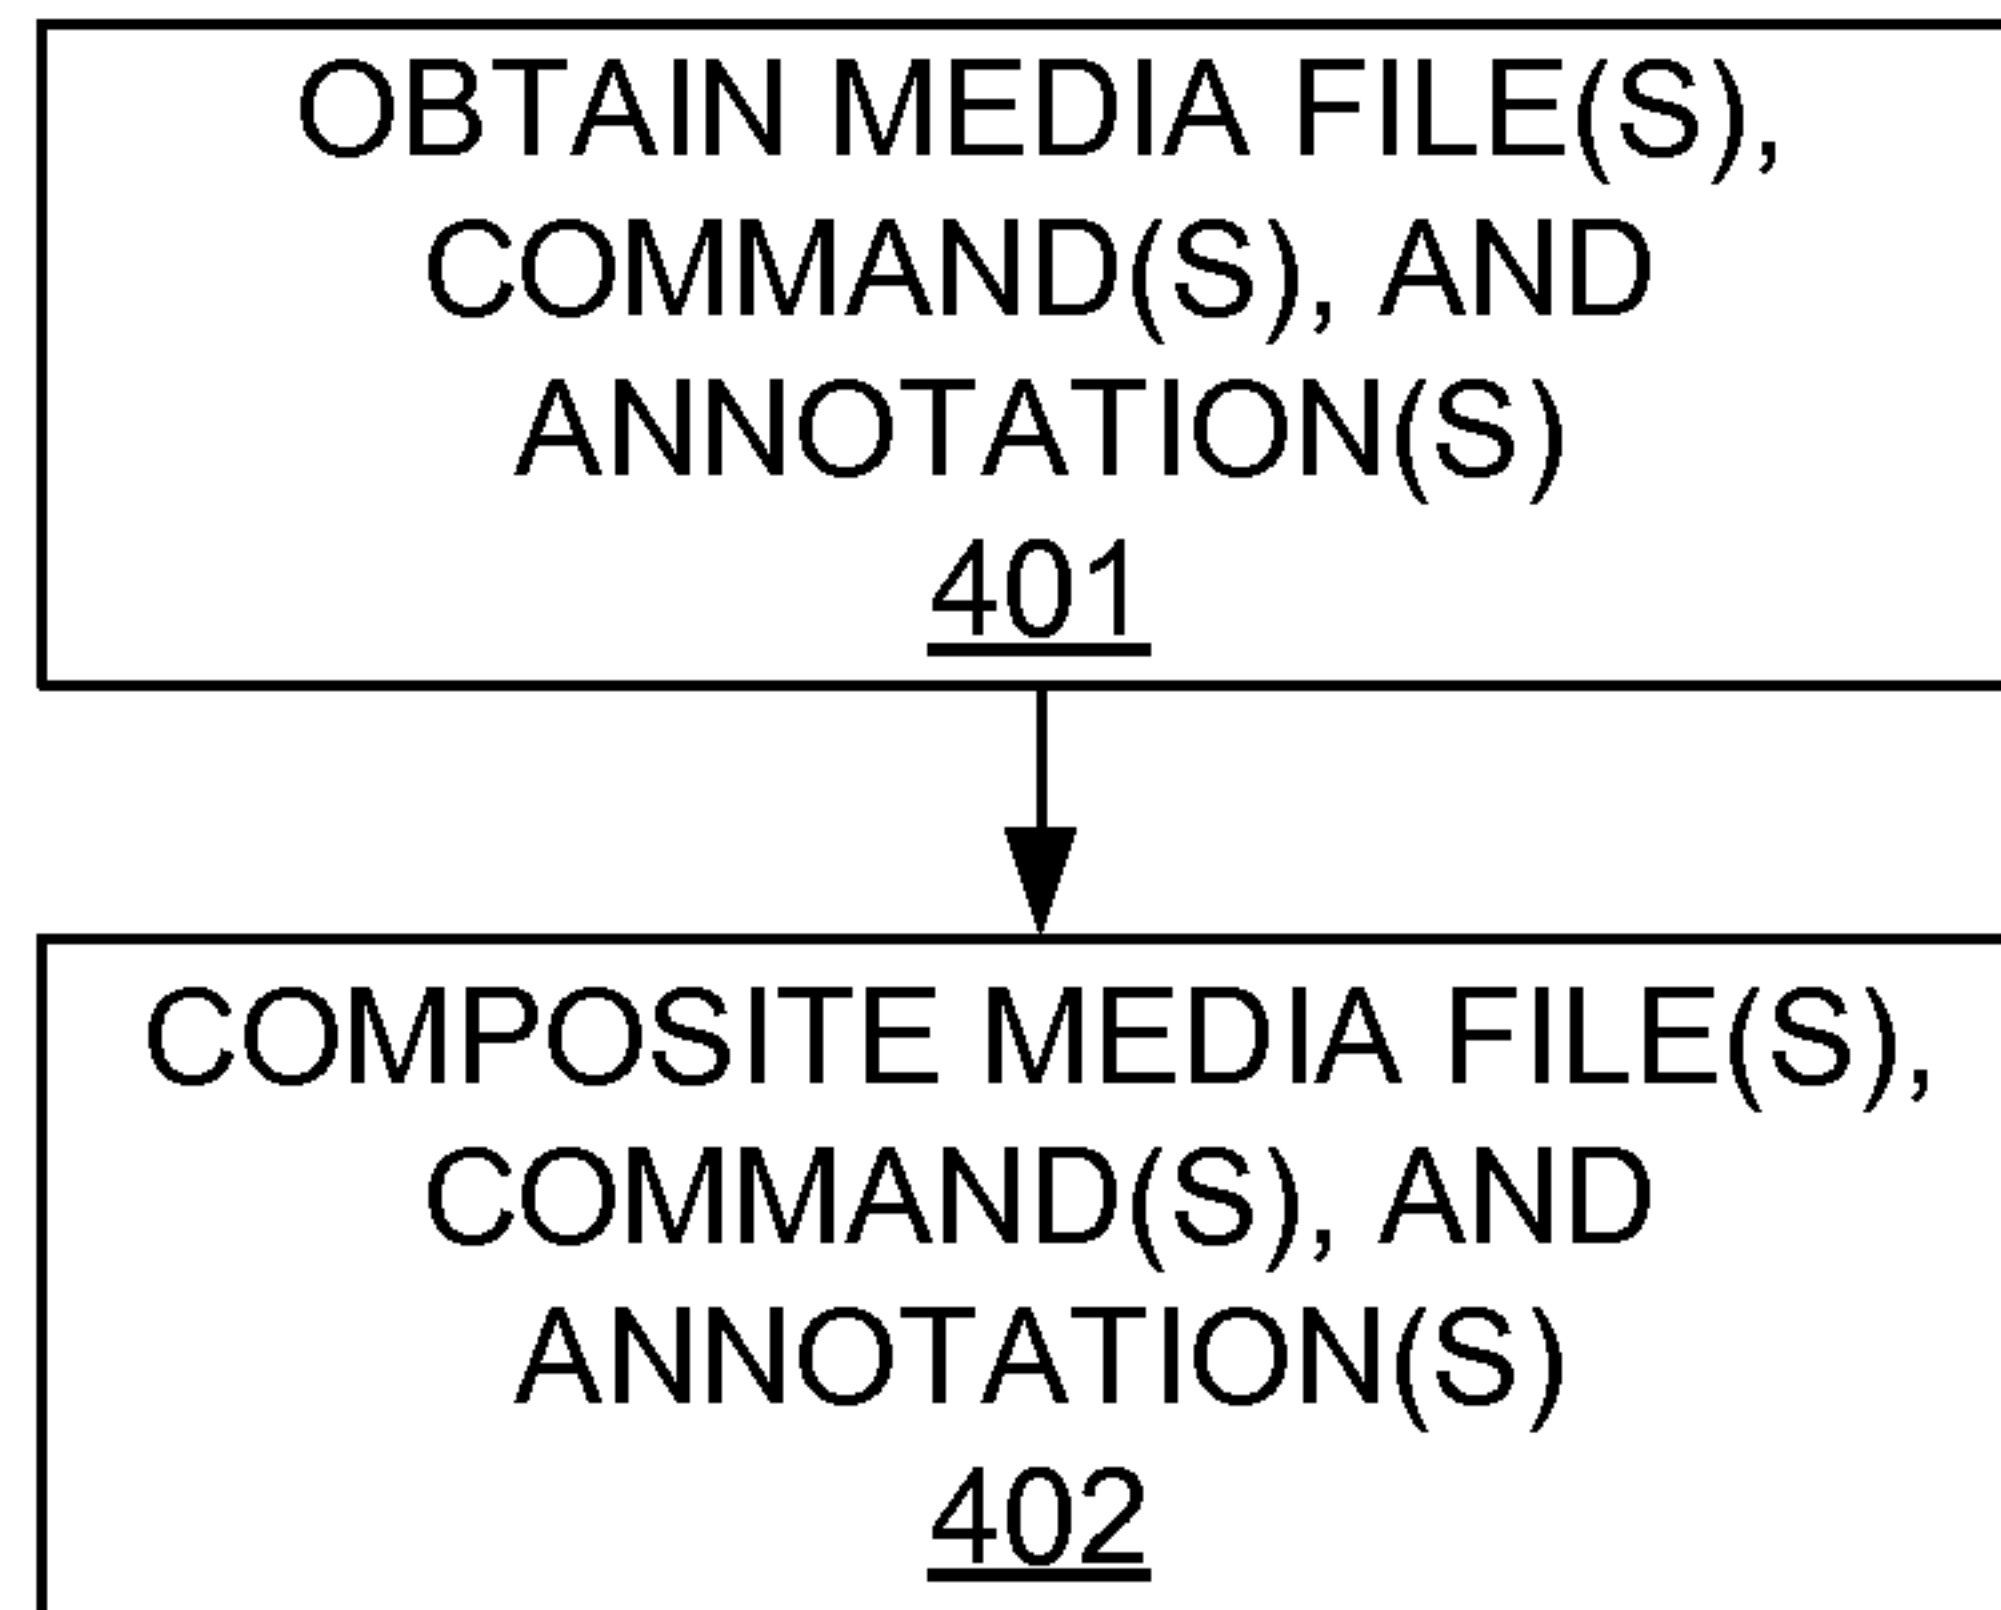 OBTAIN MEDIA FILE(S),
COMMAND(S), AND
ANNOTATION(S)
401
COMPOSITE MEDIA FILE(S),
COMMAND(S), AND
ANNOTATION(S)
402